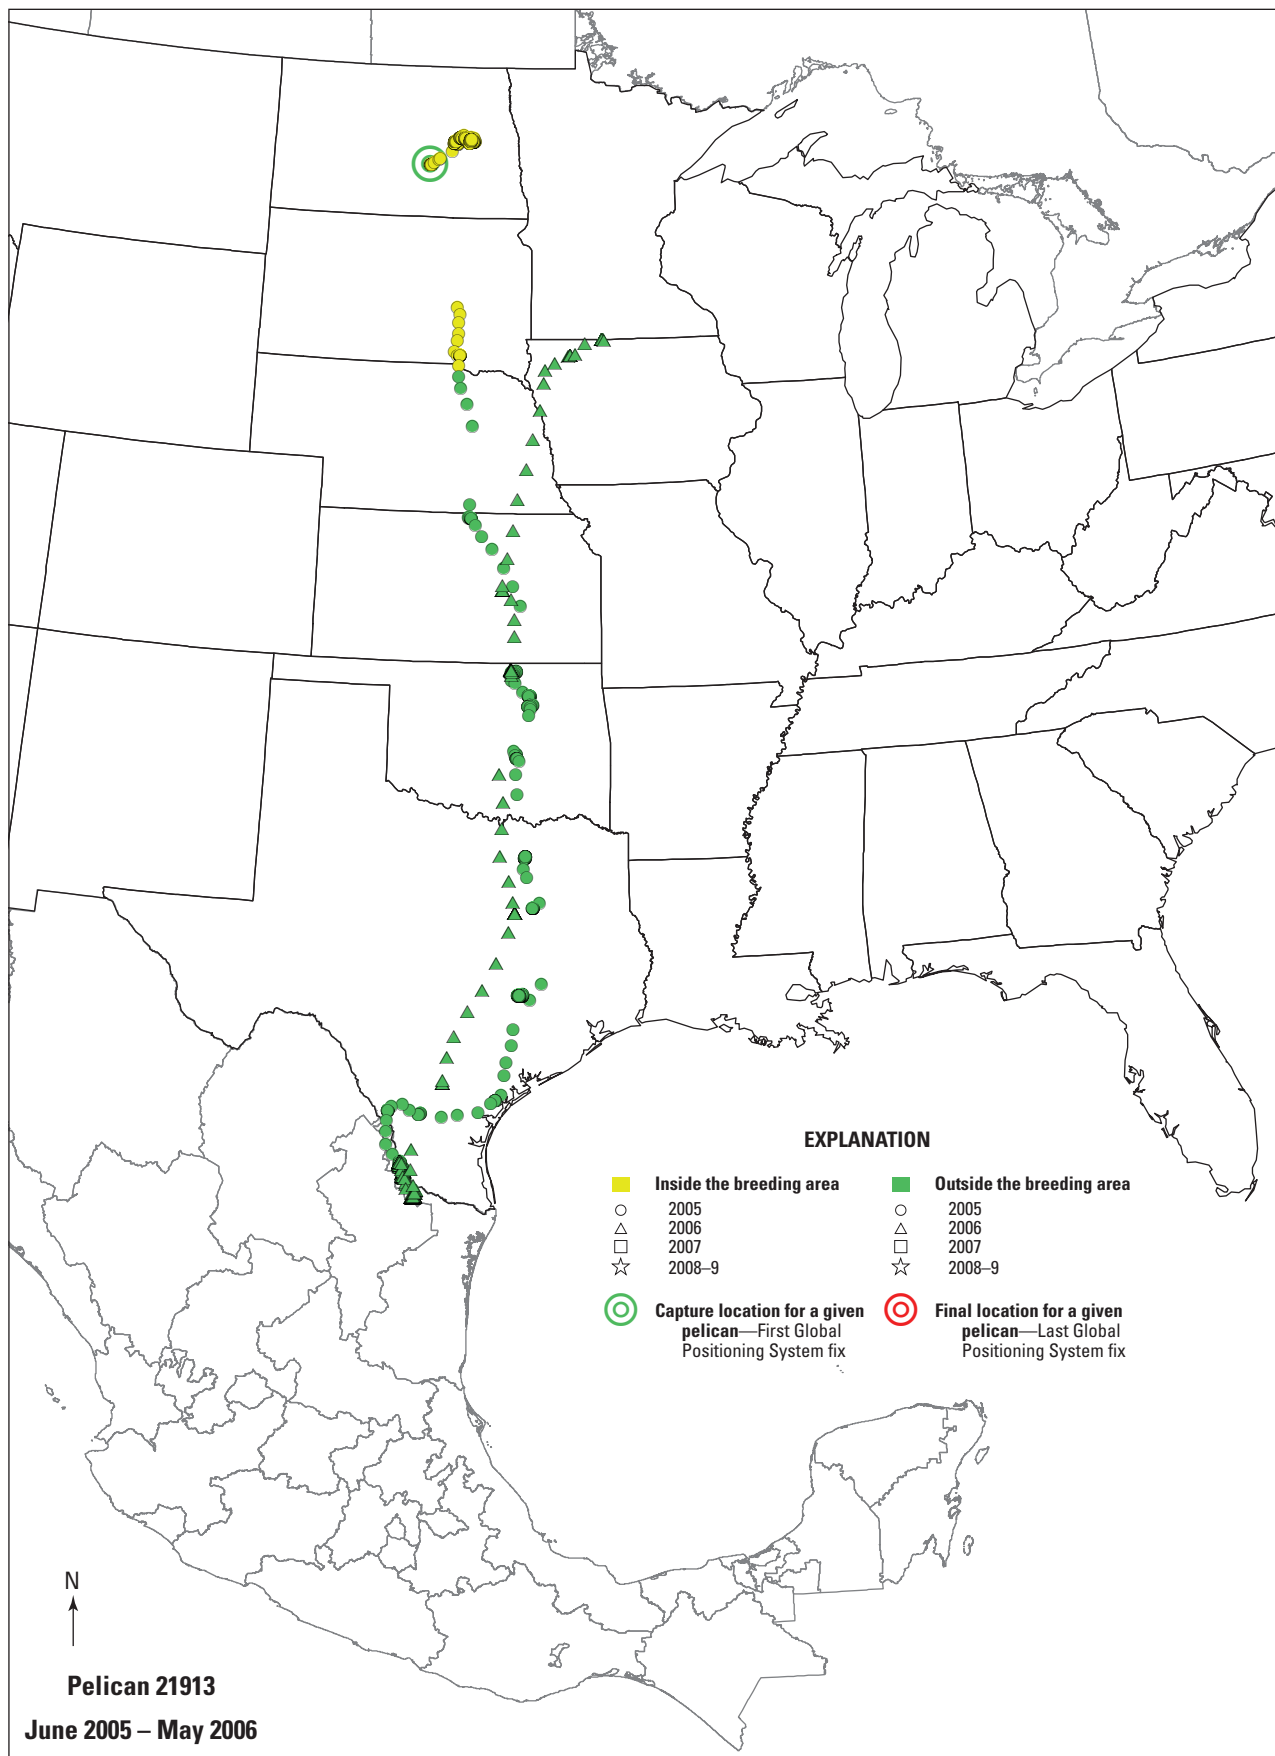 EXPLANATION
Inside the breeding area
2005
2006
2007
2008–9
Capture location for a given
pelican—First Global
Positioning System fix
Outside the breeding area
2005
2006
2007
2008–9
Final location for a given
pelican—Last Global
Positioning System fix
N
Pelican 21913
June 2005 – May 2006